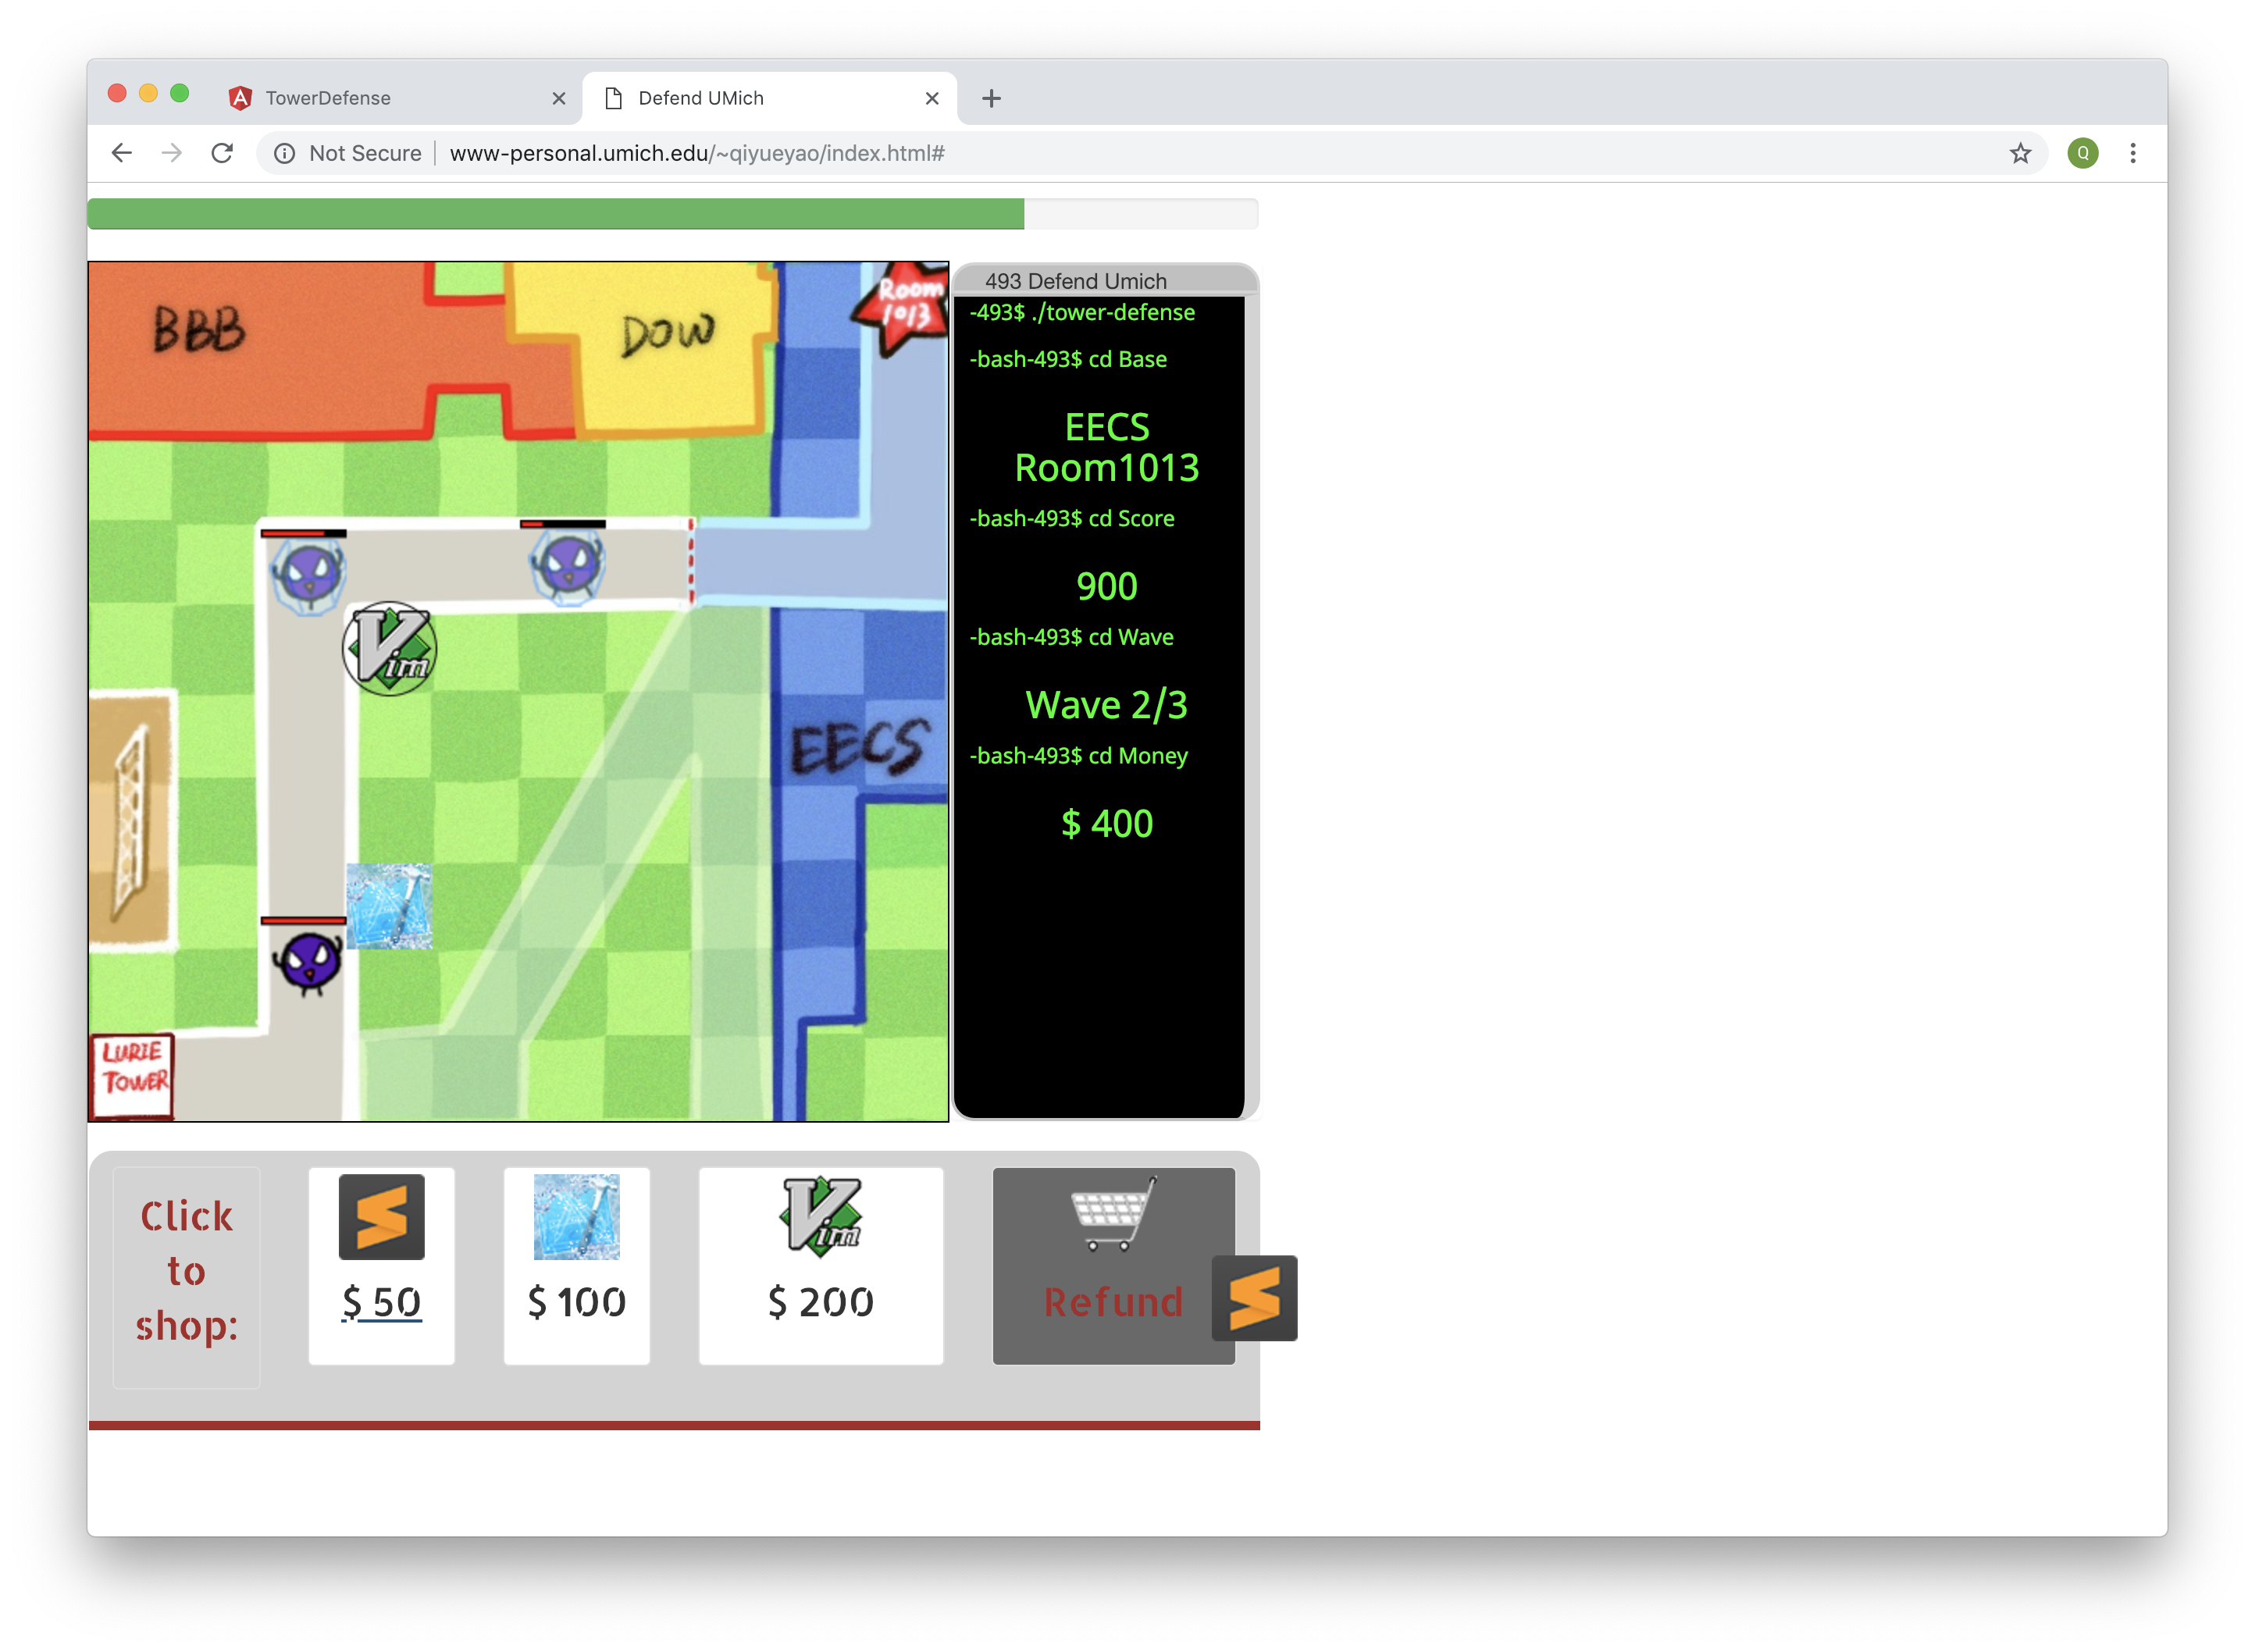 TowerDefense
Defend UMich
Not Secure
www-personal.umich.edu/~qiyueyao/index.html#
Q
BBB
DOW
Room
1013
EECS
LURIE
TOWER
Vim
493 Defend Umich
-493$ ./tower-defense
-bash-493$ cd Base
EECS
Room1013
-bash-493$ cd Score
900
-bash-493$ cd Wave
Wave 2/3
-bash-493$ cd Money
$ 400
Click
to
shop:
$ 50
$ 100
Vim
$ 200
Refund